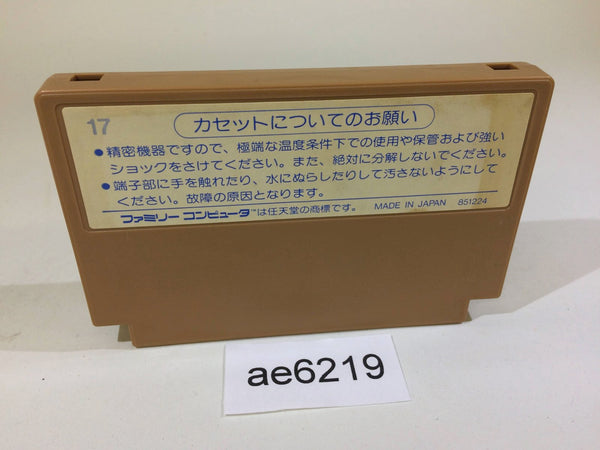 17
カセットについてのお願い
●精密機器ですので、極端な温度条件下での使用や保管および強い
ショックをさけてください。また、絶対に分解しないでください。
●端子部に手を触れたり、水にぬらしたりして汚さないようにして
ください。故障の原因となります。
ファミリー コンピュータ™は任天堂の商標です。 MADE IN JAPAN 851224
ae6219